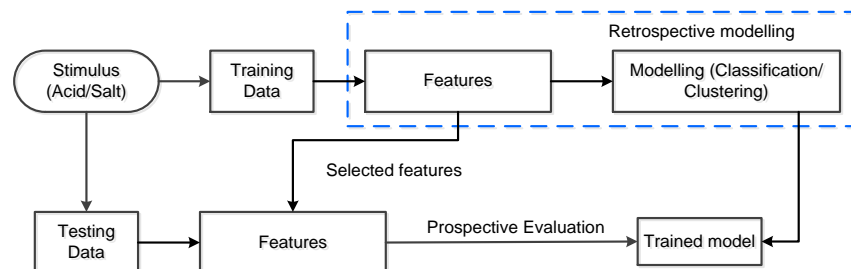 Retrospective modelling
Stimulus
(Acid/Salt)
Training
Data
Features
Modelling (Classification/
Clustering)
Selected features
Testing
Data
Features
Prospective Evaluation
Trained model